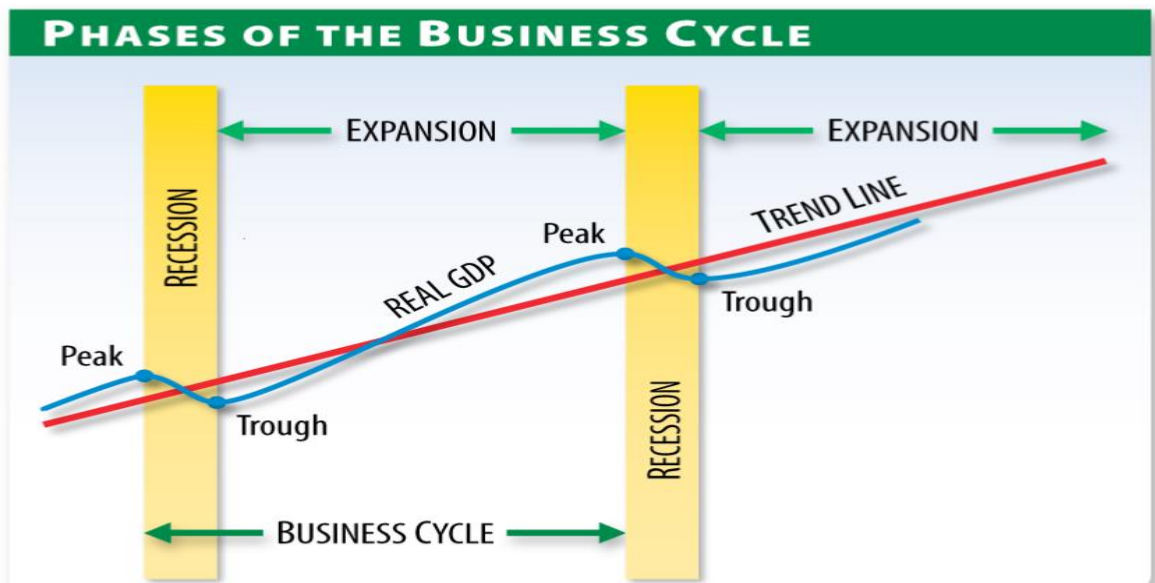 PHASES OF THE BUSINESS CYCLE
EXPANSION
EXPANSION
RECESSION
TREND LINE
Peak
REAL GDP
Trough
Peak
Trough
RECESSION
BUSINESS CYCLE